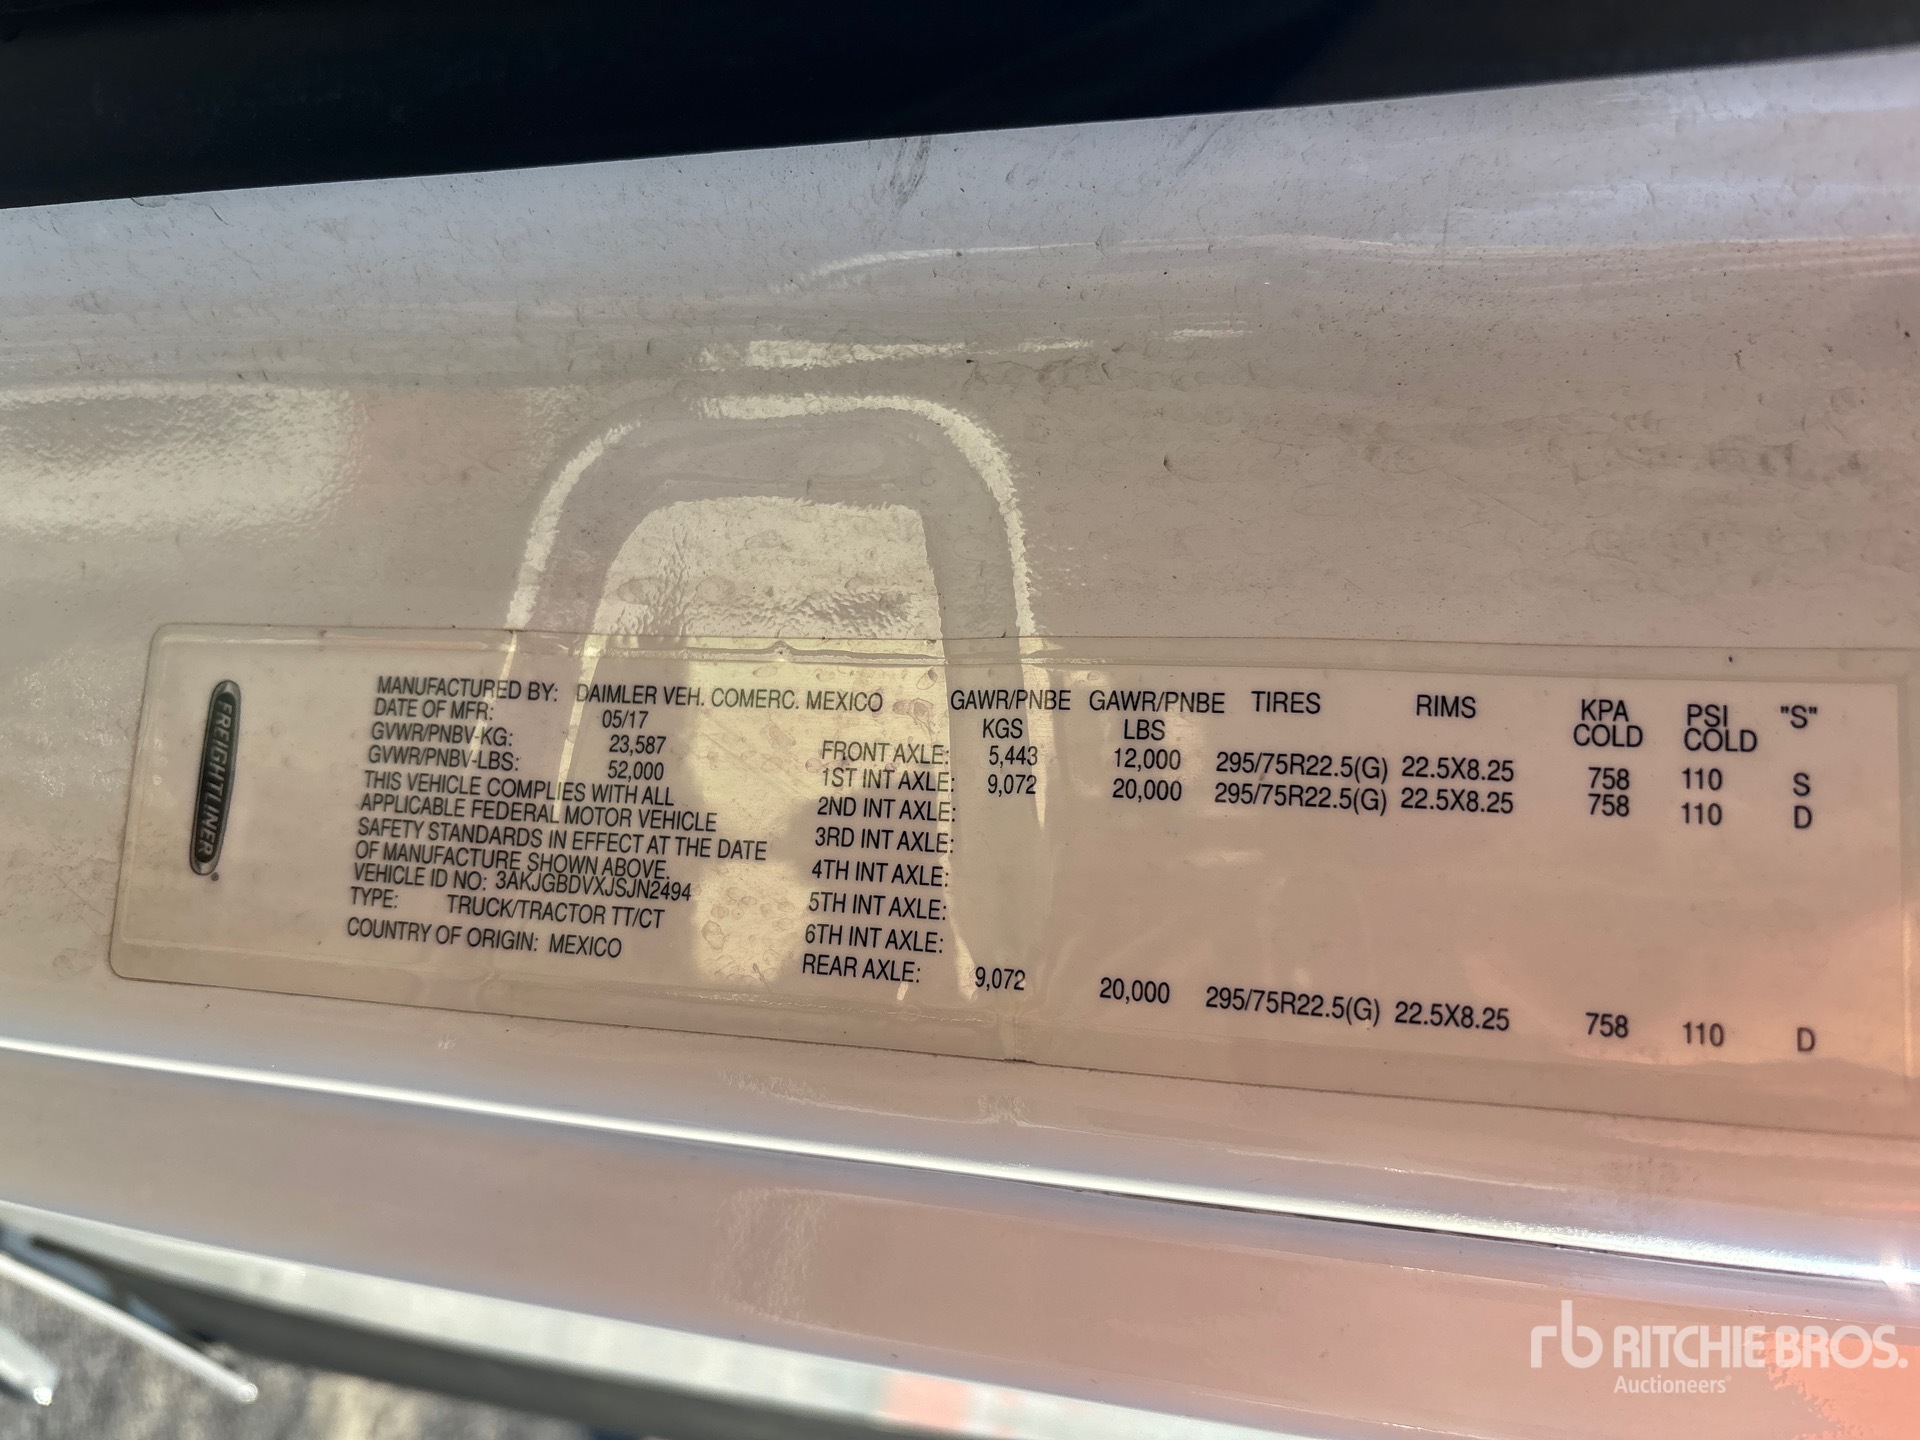 FREIGHTLINER
MANUFACTURED BY: DAIMLER VEH. COMERC. MEXICO
DATE OF MFR: 05/17
GVWR/PNBV-KG: 23,587
GVWR/PNBV-LBS: 52,000
THIS VEHICLE COMPLIES WITH ALL
APPLICABLE FEDERAL MOTOR VEHICLE
SAFETY STANDARDS IN EFFECT AT THE DATE
OF MANUFACTURE SHOWN ABOVE.
VEHICLE ID NO: 3AKJGBDVXJSJN2494
TYPE: TRUCK/TRACTOR TT/CT
COUNTRY OF ORIGIN: MEXICO
GAWR/PNBE GAWR/PNBE TIRES RIMS KPA PSI "S"
KGS LBS COLD COLD
FRONT AXLE: 5,443 12,000 295/75R22.5(G) 22.5X8.25 758 110 S
1ST INT AXLE: 9,072 20,000 295/75R22.5(G) 22.5X8.25 758 110 D
2ND INT AXLE:
3RD INT AXLE:
4TH INT AXLE:
5TH INT AXLE:
6TH INT AXLE:
REAR AXLE: 9,072 20,000 295/75R22.5(G) 22.5X8.25 758 110 D
rb RITCHIE BROS.
Auctioneers